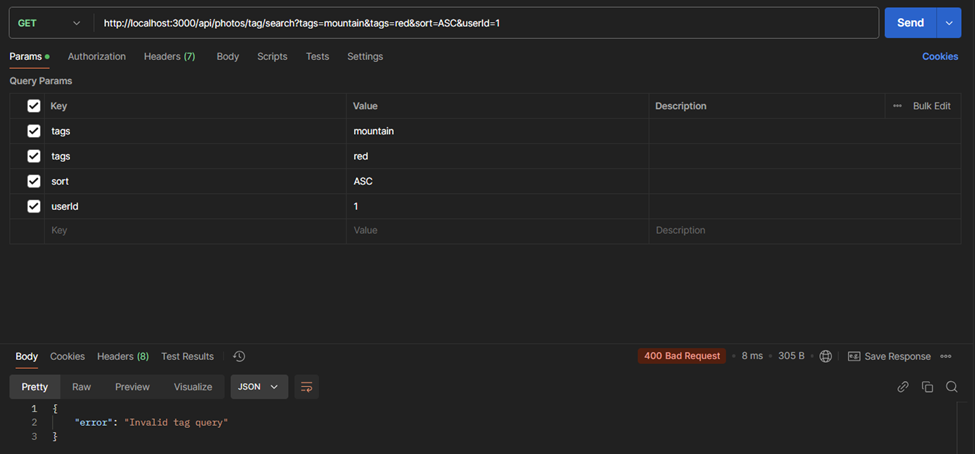 GET http://localhost:3000/api/photos/tag/search?tags=mountain&tags=red&sort=ASC&userId=1 Send
Params Authorization Headers (7) Body Scripts Tests Settings Cookies
Query Params
Key Value Description Bulk Edit
tags mountain
tags red
sort ASC
userId 1
Key Value Description
Body Cookies Headers (8) Test Results 400 Bad Request 8 ms 305 B Save Response
Pretty Raw Preview Visualize JSON
1 {
2 "error": "Invalid tag query"
3 }